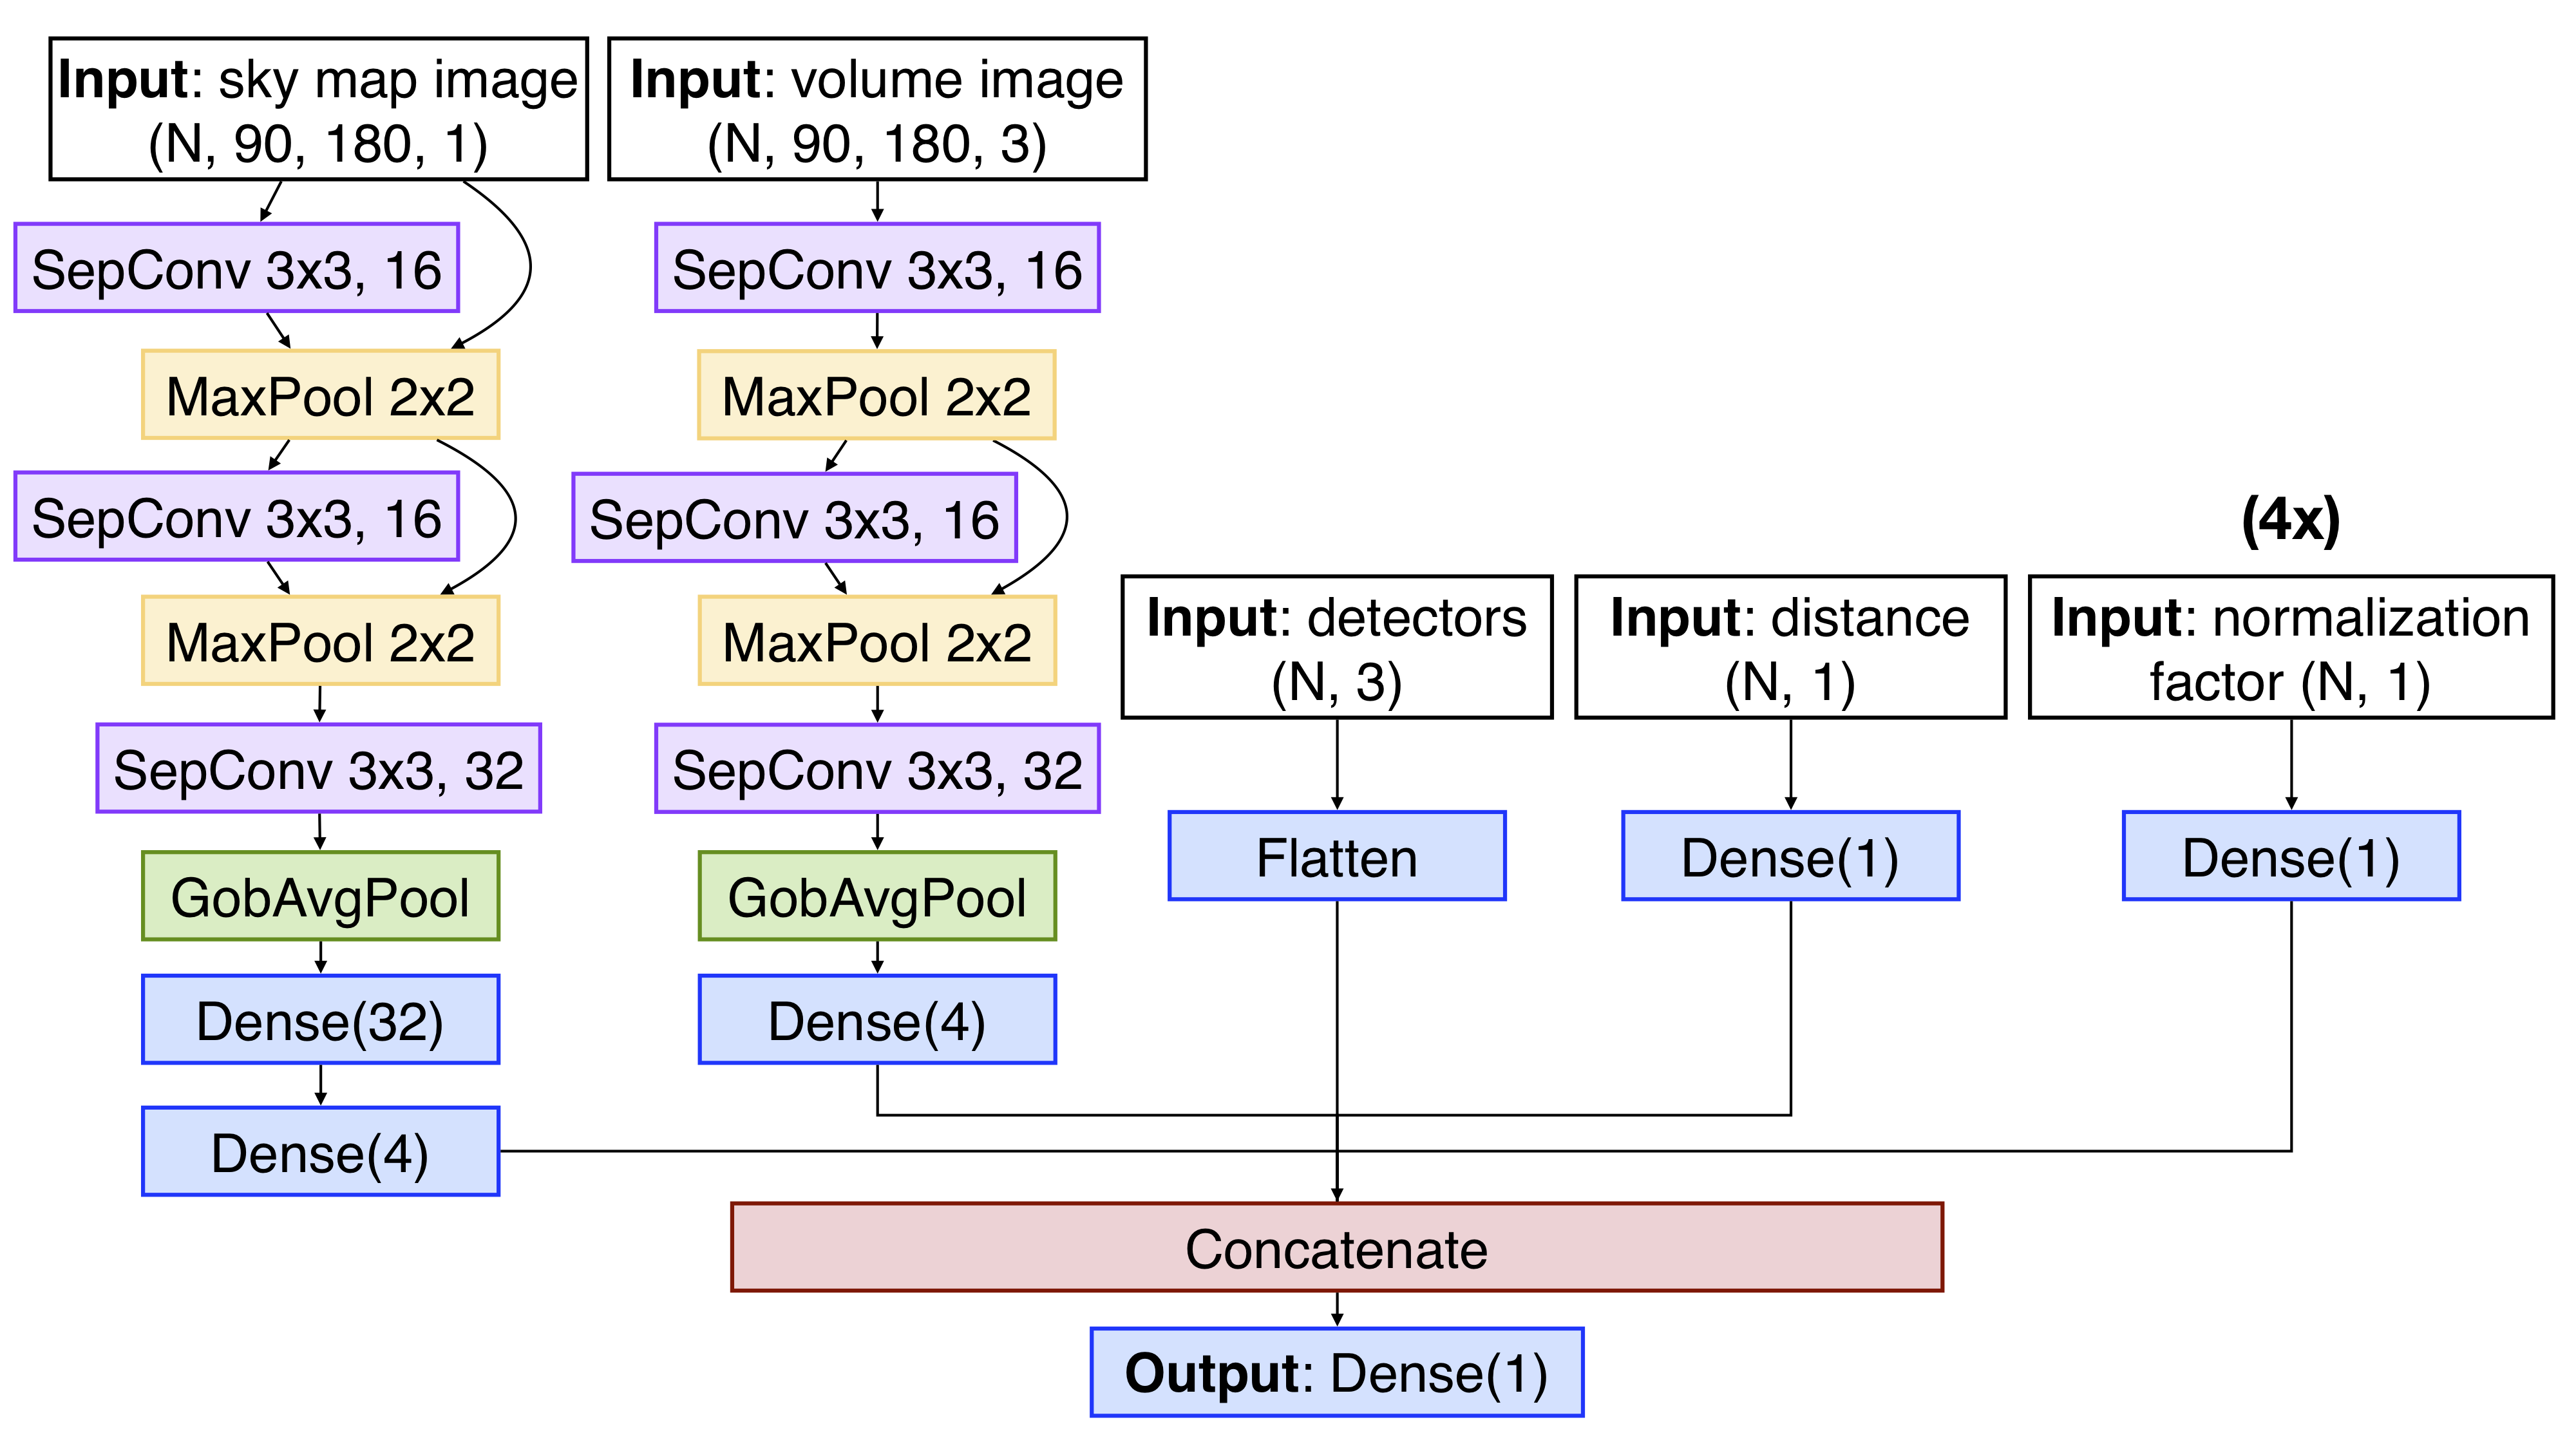 Input: sky map image
(N, 90, 180, 1)
SepConv 3x3, 16
MaxPool 2x2
SepConv 3x3, 16
MaxPool 2x2
SepConv 3x3, 32
GobAvgPool
Dense(32)
Dense(4)
Input: volume image
(N, 90, 180, 3)
SepConv 3x3, 16
MaxPool 2x2
SepConv 3x3, 16
MaxPool 2x2
SepConv 3x3, 32
GobAvgPool
Dense(4)
Input: detectors
(N, 3)
Flatten
Input: distance
(N, 1)
Dense(1)
(4x)
Input: normalization
factor (N, 1)
Dense(1)
Concatenate
Output: Dense(1)